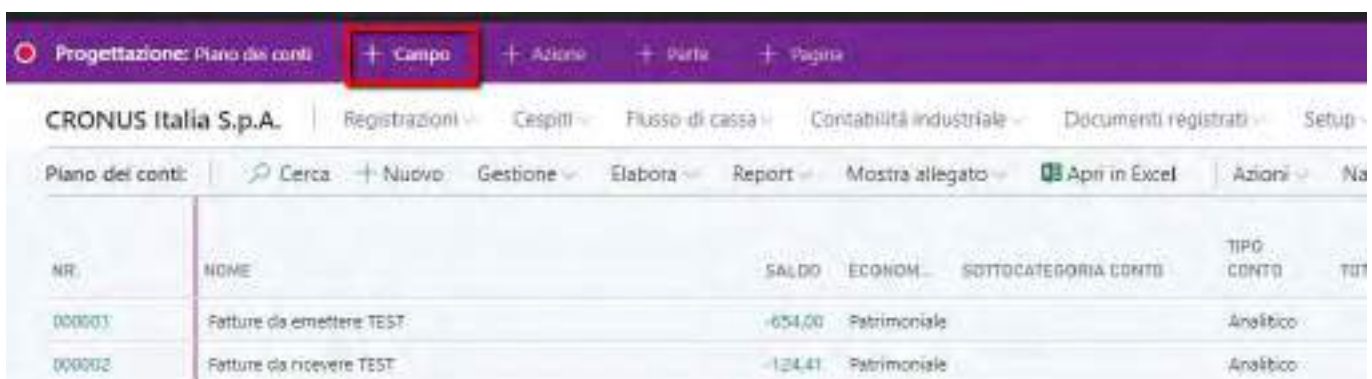 Progettazione: Piano dei conti + Campo + Azione + Parte + Pagina
CRONUS Italia S.p.A. Registrazioni Cespiti Flusso di cassa Contabilità industriale Documenti registrati Setup
Piano dei conti: Cerca + Nuovo Gestione Elabora Report Mostra allegato Apri in Excel Azioni Na
NR. NOME SALDO ECONOM... SOTTOCATEGORIA CONTO TIPO CONTO TOT
000001 Fatture da emettere TEST -654,00 Patrimoniale Analitico
000002 Fatture da ricevere TEST -124,41 Patrimoniale Analitico